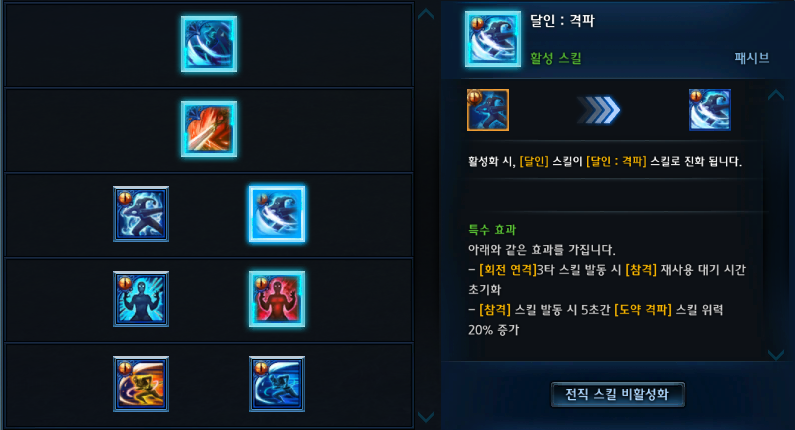 달인 : 격파
활성 스킬 패시브
활성화 시, [달인] 스킬이 [달인 : 격파] 스킬로 진화 됩니다.
특수 효과
아래와 같은 효과를 가집니다.
- [회전 연격]3타 스킬 발동 시 [참격] 재사용 대기 시간
초기화
- [참격] 스킬 발동 시 5초간 [도약 격파] 스킬 위력
20% 증가
전직 스킬 비활성화